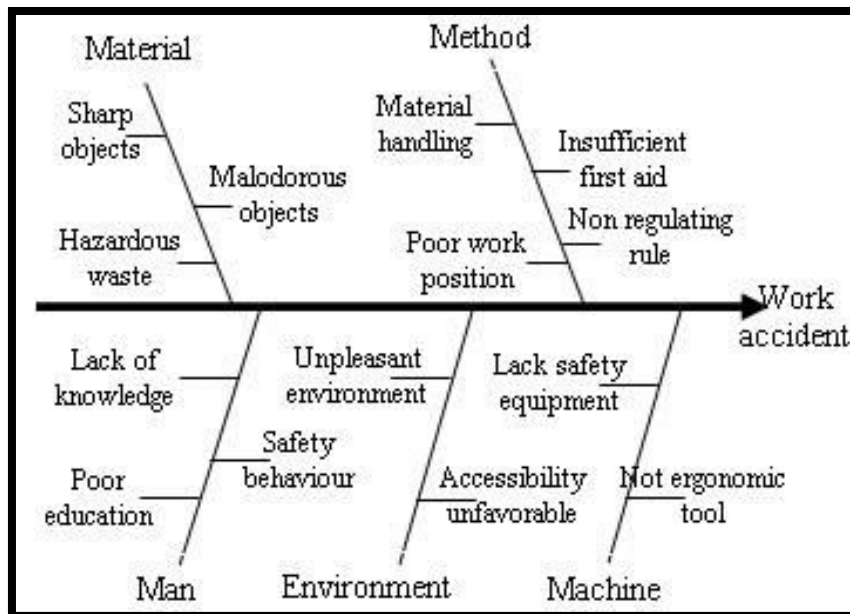 Material
Sharp
objects
Malodorous
objects
Hazardous
waste
Method
Material
handling
Insufficient
first aid
Non regulating
rule
Poor work
position
Work
accident
Lack of
knowledge
Safety
behaviour
Poor
education
Man
Unpleasant
environment
Accessibility
unfavorable
Environment
Lack safety
equipment
Not ergonomic
tool
Machine